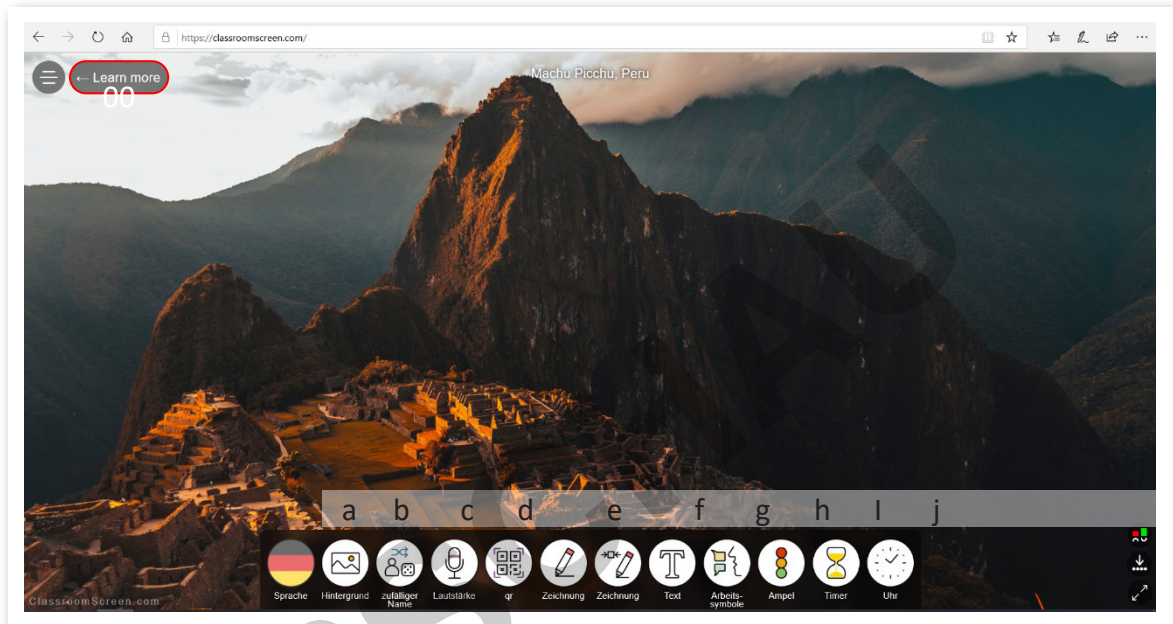 https://classroomscreen.com/
← Learn more
00
Machu Picchu, Peru
a b c d e f g h I j
Sprache Hintergrund zufälliger Name Lautstärke qr Zeichnung Zeichnung Text Arbeits-symbole Ampel Timer Uhr
ClassroomScreen.com